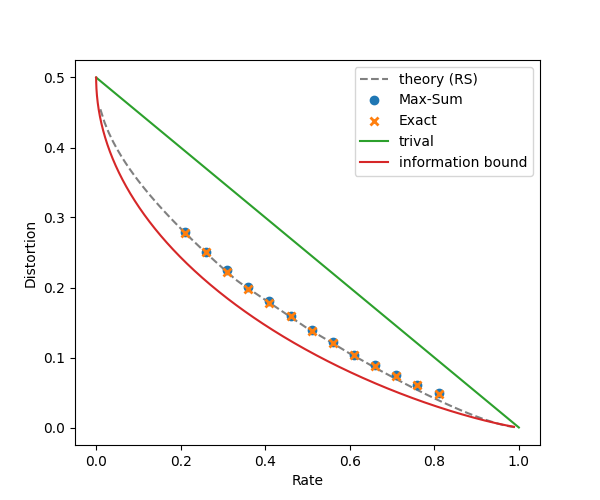 theory (RS)
Max-Sum
Exact
trival
information bound
0.5
0.4
0.3
0.2
0.1
0.0
Distortion
0.0 0.2 0.4 0.6 0.8 1.0
Rate